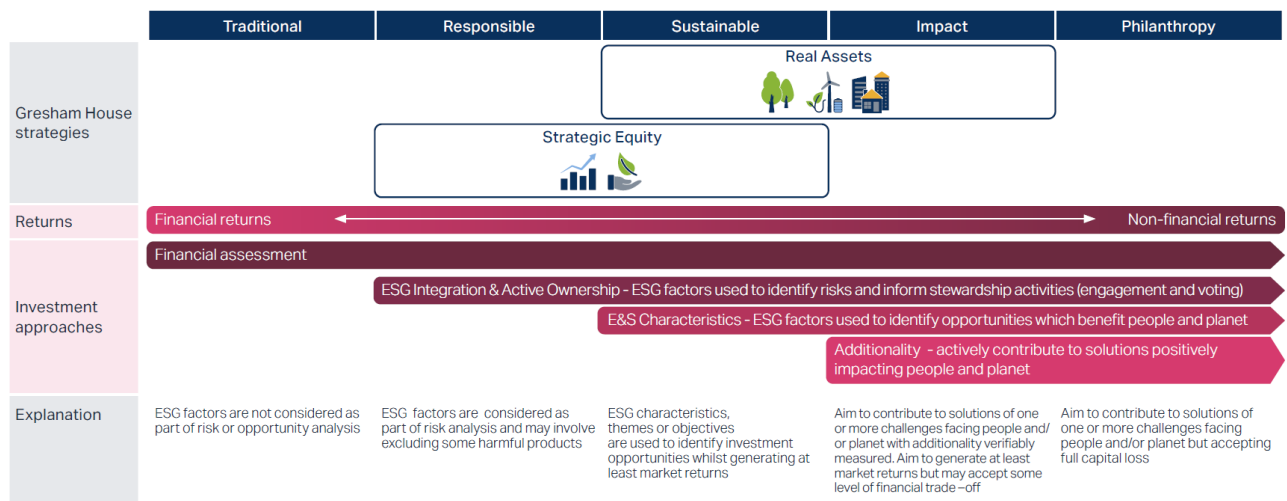 Traditional
Responsible
Sustainable
Impact
Philanthropy
Gresham House
strategies
Real Assets
Strategic Equity
Returns
Financial returns
Non-financial returns
Investment
approaches
Financial assessment
ESG Integration & Active Ownership - ESG factors used to identify risks and inform stewardship activities (engagement and voting)
E&S Characteristics - ESG factors used to identify opportunities which benefit people and planet
Additionality - actively contribute to solutions positively
impacting people and planet
Explanation
ESG factors are not considered as
part of risk or opportunity analysis
ESG factors are considered as
part of risk analysis and may involve
excluding some harmful products
ESG characteristics,
themes or objectives
are used to identify investment
opportunities whilst generating at
least market returns
Aim to contribute to solutions of one
or more challenges facing people and/
or planet with additionality verifiably
measured. Aim to generate at least
market returns but may accept some
level of financial trade –off
Aim to contribute to solutions of
one or more challenges facing
people and/or planet but accepting
full capital loss